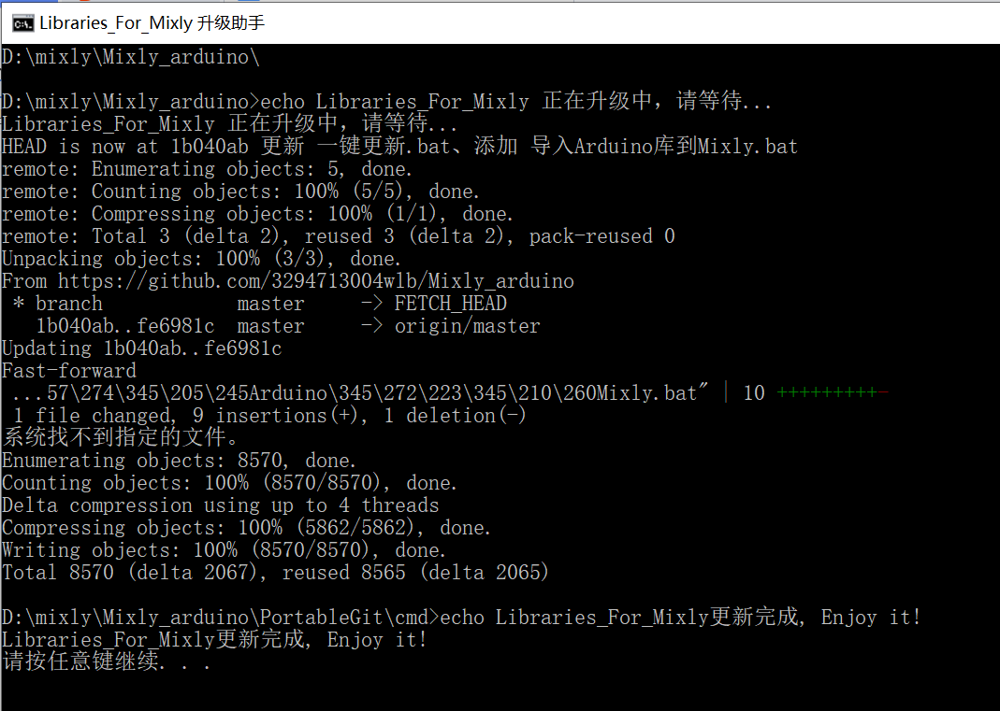 Libraries_For_Mixly 升级助手
D:\mixly\Mixly_arduino\
D:\mixly\Mixly_arduino>echo Libraries_For_Mixly 正在升级中，请等待...
Libraries_For_Mixly 正在升级中，请等待...
HEAD is now at 1b040ab 更新 一键更新.bat、添加 导入Arduino库到Mixly.bat
remote: Enumerating objects: 5, done.
remote: Counting objects: 100% (5/5), done.
remote: Compressing objects: 100% (1/1), done.
remote: Total 3 (delta 2), reused 3 (delta 2), pack-reused 0
Unpacking objects: 100% (3/3), done.
From https://github.com/3294713004wlb/Mixly_arduino
 * branch            master     -> FETCH_HEAD
   1b040ab..fe6981c  master     -> origin/master
Updating 1b040ab..fe6981c
Fast-forward
 ...57\274\345\205\245Arduino\345\272\223\345\210\260Mixly.bat" | 10 +++++++++-
 1 file changed, 9 insertions(+), 1 deletion(-)
系统找不到指定的文件。
Enumerating objects: 8570, done.
Counting objects: 100% (8570/8570), done.
Delta compression using up to 4 threads
Compressing objects: 100% (5862/5862), done.
Writing objects: 100% (8570/8570), done.
Total 8570 (delta 2067), reused 8565 (delta 2065)
D:\mixly\Mixly_arduino\PortableGit\cmd>echo Libraries_For_Mixly更新完成, Enjoy it!
Libraries_For_Mixly更新完成, Enjoy it!
请按任意键继续. . .